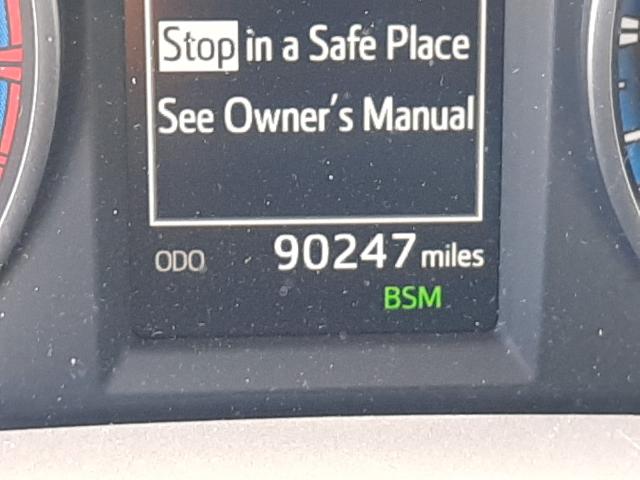 Stop in a Safe Place
See Owner's Manual
ODO 90247 miles
BSM